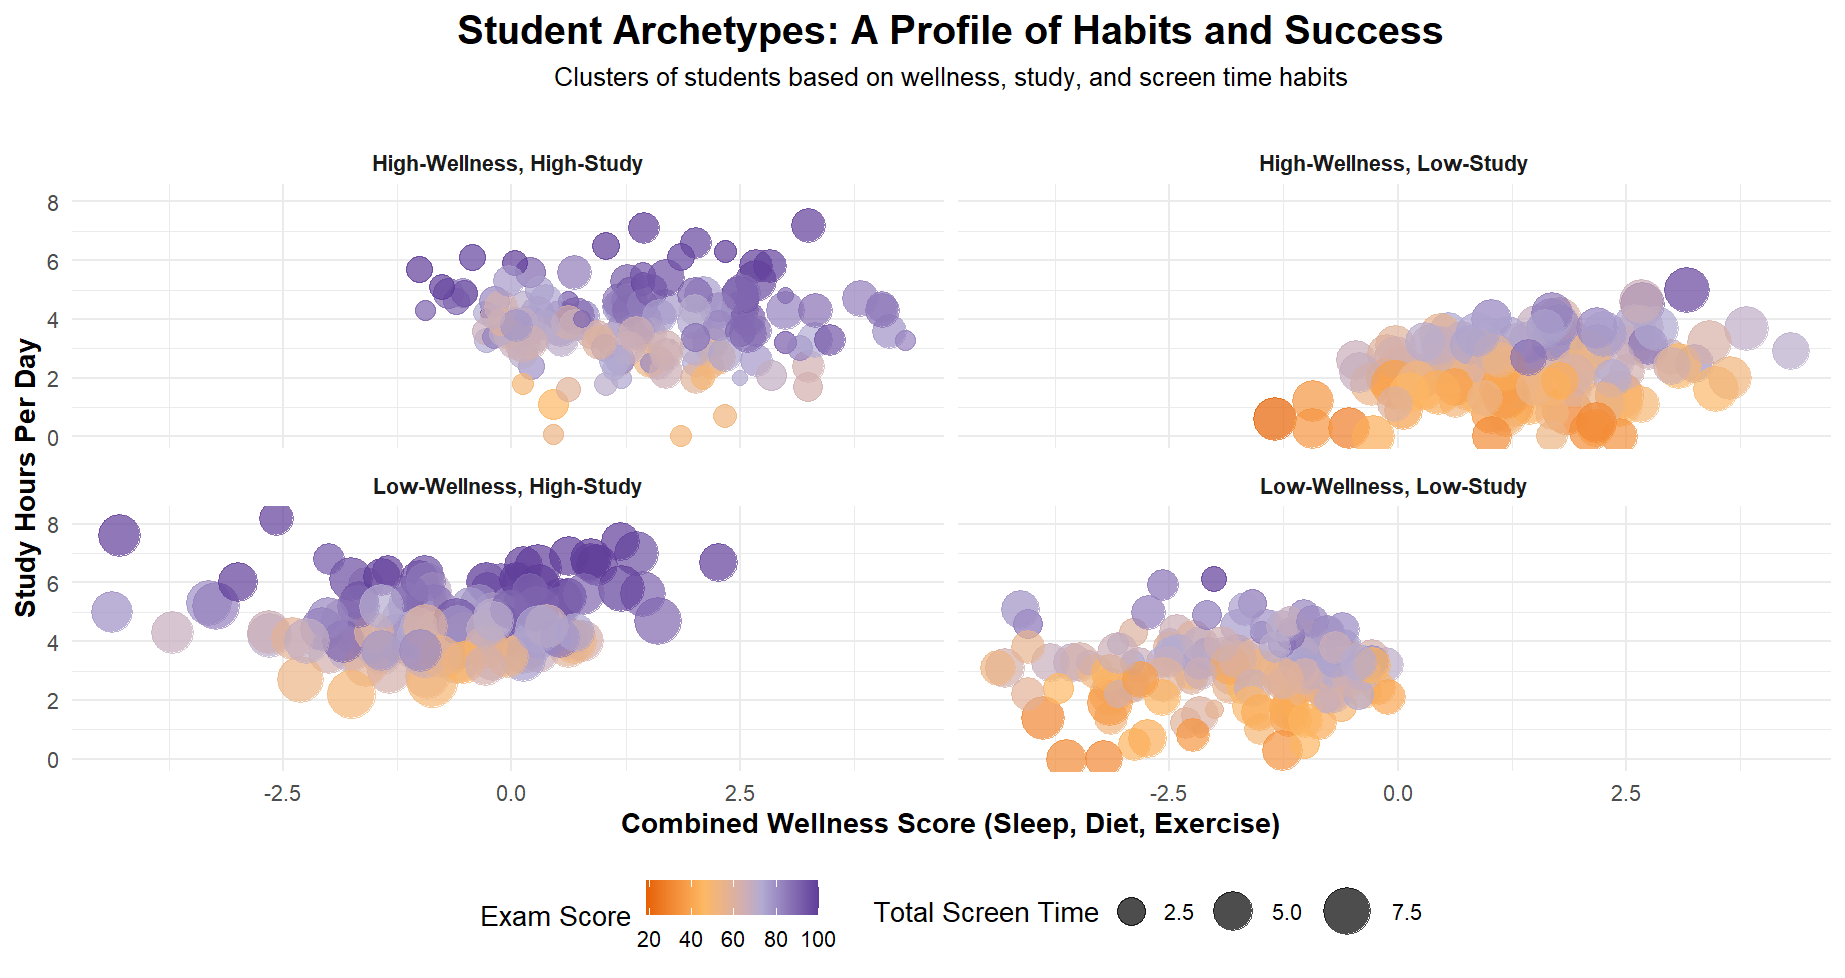 Student Archetypes: A Profile of Habits and Success
Clusters of students based on wellness, study, and screen time habits
High-Wellness, High-Study
High-Wellness, Low-Study
8
6
4
2
0
Low-Wellness, High-Study
Low-Wellness, Low-Study
8
6
4
2
0
Study Hours Per Day
-2.5 0.0 2.5
-2.5 0.0 2.5
Combined Wellness Score (Sleep, Diet, Exercise)
Exam Score
20 40 60 80 100
Total Screen Time 2.5 5.0 7.5